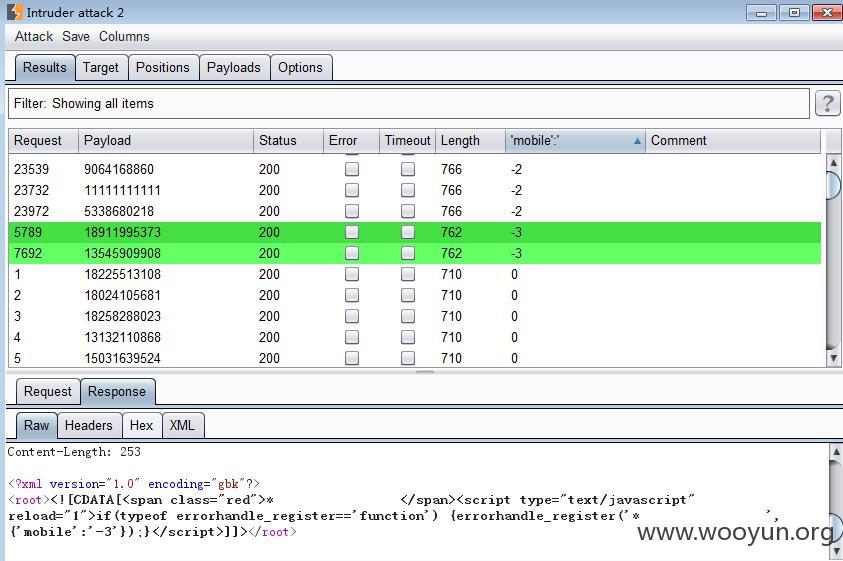 Intruder attack 2
Attack Save Columns
Results Target Positions Payloads Options
Filter: Showing all items
?
Request Payload Status Error Timeout Length 'mobile':' Comment
23539 9064168860 200 766 -2
23732 11111111111 200 766 -2
23972 5338680218 200 766 -2
5789 18911995373 200 762 -3
7692 13545909908 200 762 -3
1 18225513108 200 710 0
2 18024105681 200 710 0
3 18258288023 200 710 0
4 13132110868 200 710 0
5 15031639524 200 710 0
Request Response
Raw Headers Hex XML
Content-Length: 253
<?xml version="1.0" encoding="gbk"?>
<root><![CDATA[<span class="red">* </span><script type="text/javascript"
reload="1">if(typeof errorhandle_register=='function') {errorhandle_register('* ',
{'mobile':'-3'});}</script>]]></root>
www.wooyun.org